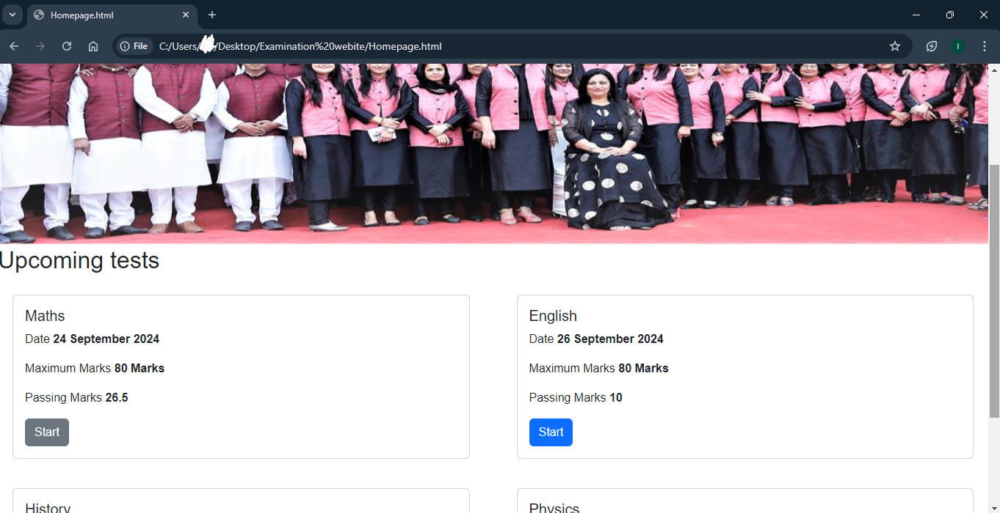 Homepage.html
File C:/Users/ /Desktop/Examination%20webite/Homepage.html
I
Upcoming tests
Maths
Date 24 September 2024
Maximum Marks 80 Marks
Passing Marks 26.5
Start
English
Date 26 September 2024
Maximum Marks 80 Marks
Passing Marks 10
Start
History
Physics